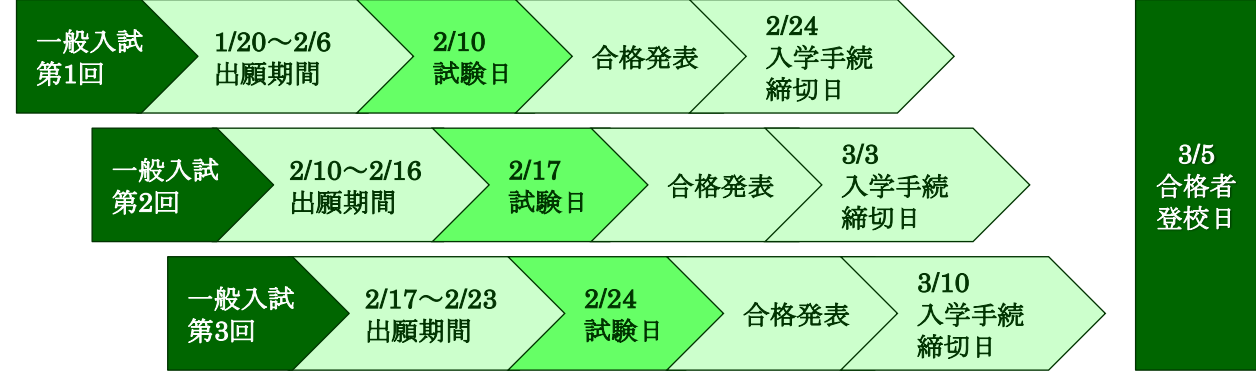 一般入試
第1回
1/20～2/6
出願期間
2/10
試験日
合格発表
2/24
入学手続
締切日
一般入試
第2回
2/10～2/16
出願期間
2/17
試験日
合格発表
3/3
入学手続
締切日
一般入試
第3回
2/17～2/23
出願期間
2/24
試験日
合格発表
3/10
入学手続
締切日
3/5
合格者
登校日